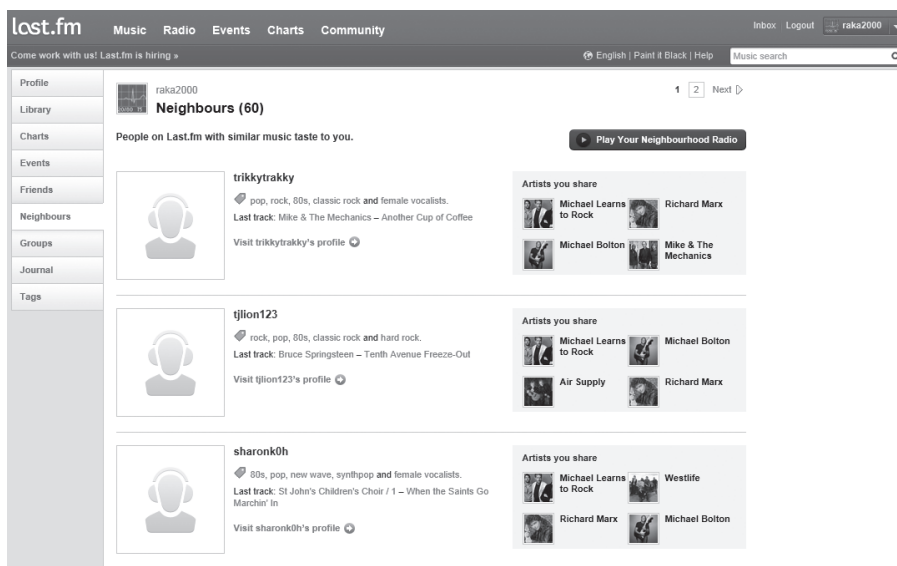 last.fm Music Radio Events Charts Community Inbox Logout raka2000
Come work with us! Last.fm is hiring » English | Paint it Black | Help Music search
Profile
Library
Charts
Events
Friends
Neighbours
Groups
Journal
Tags
raka2000
Neighbours (60)
1 2 Next
People on Last.fm with similar music taste to you.
Play Your Neighbourhood Radio
trikkytrakky
pop, rock, 80s, classic rock and female vocalists.
Last track: Mike & The Mechanics – Another Cup of Coffee
Visit trikkytrakky's profile
Artists you share
Michael Learns
to Rock
Richard Marx
Michael Bolton
Mike & The
Mechanics
tjlion123
rock, pop, 80s, classic rock and hard rock.
Last track: Bruce Springsteen – Tenth Avenue Freeze-Out
Visit tjlion123's profile
Artists you share
Michael Learns
to Rock
Michael Bolton
Air Supply
Richard Marx
sharonk0h
80s, pop, new wave, synthpop and female vocalists.
Last track: St John's Children's Choir / 1 – When the Saints Go
Marchin' In
Visit sharonk0h's profile
Artists you share
Michael Learns
to Rock
Westlife
Richard Marx
Michael Bolton